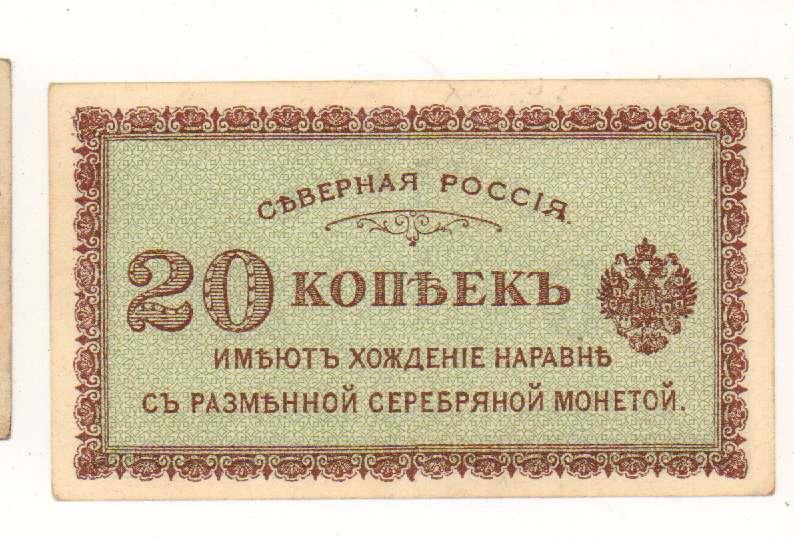 СѢВЕРНАЯ РОССІЯ.
20 КОПѢЕКЪ
ИМѢЮТЪ ХОЖДЕНІЕ НАРАВНѢ
СЪ РАЗМѢННОЙ СЕРЕБРЯНОЙ МОНЕТОЙ.